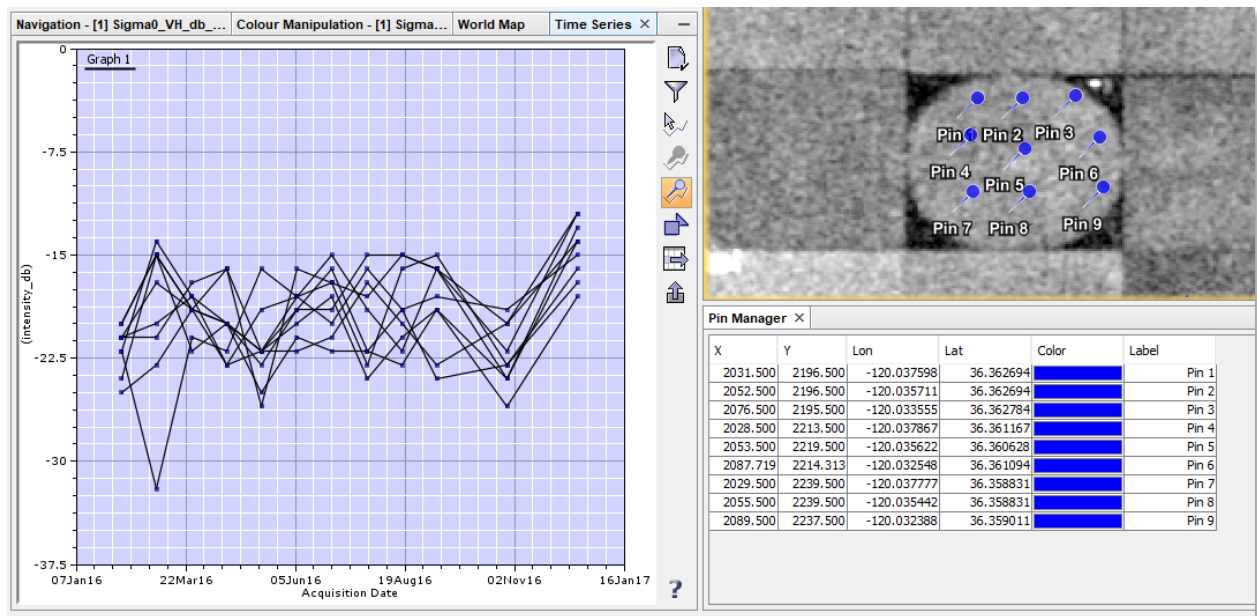 Navigation - [1] Sigma0_VH_db_... Colour Manipulation - [1] Sigma... World Map Time Series
Graph 1
0
-7.5
-15
-22.5
-30
-37.5
(intensity_db)
07Jan16 22Mar16 05Jun16 19Aug16 02Nov16 16Jan17
Acquisition Date
?
Pin 1 Pin 2 Pin 3
Pin 4 Pin 5 Pin 6
Pin 7 Pin 8 Pin 9
Pin Manager
X Y Lon Lat Color Label
2031.500 2196.500 -120.037598 36.362694 Pin 1
2052.500 2196.500 -120.035711 36.362694 Pin 2
2076.500 2195.500 -120.033555 36.362784 Pin 3
2028.500 2213.500 -120.037867 36.361167 Pin 4
2053.500 2219.500 -120.035622 36.360628 Pin 5
2087.719 2214.313 -120.032548 36.361094 Pin 6
2029.500 2239.500 -120.037777 36.358831 Pin 7
2055.500 2239.500 -120.035442 36.358831 Pin 8
2089.500 2237.500 -120.032388 36.359011 Pin 9